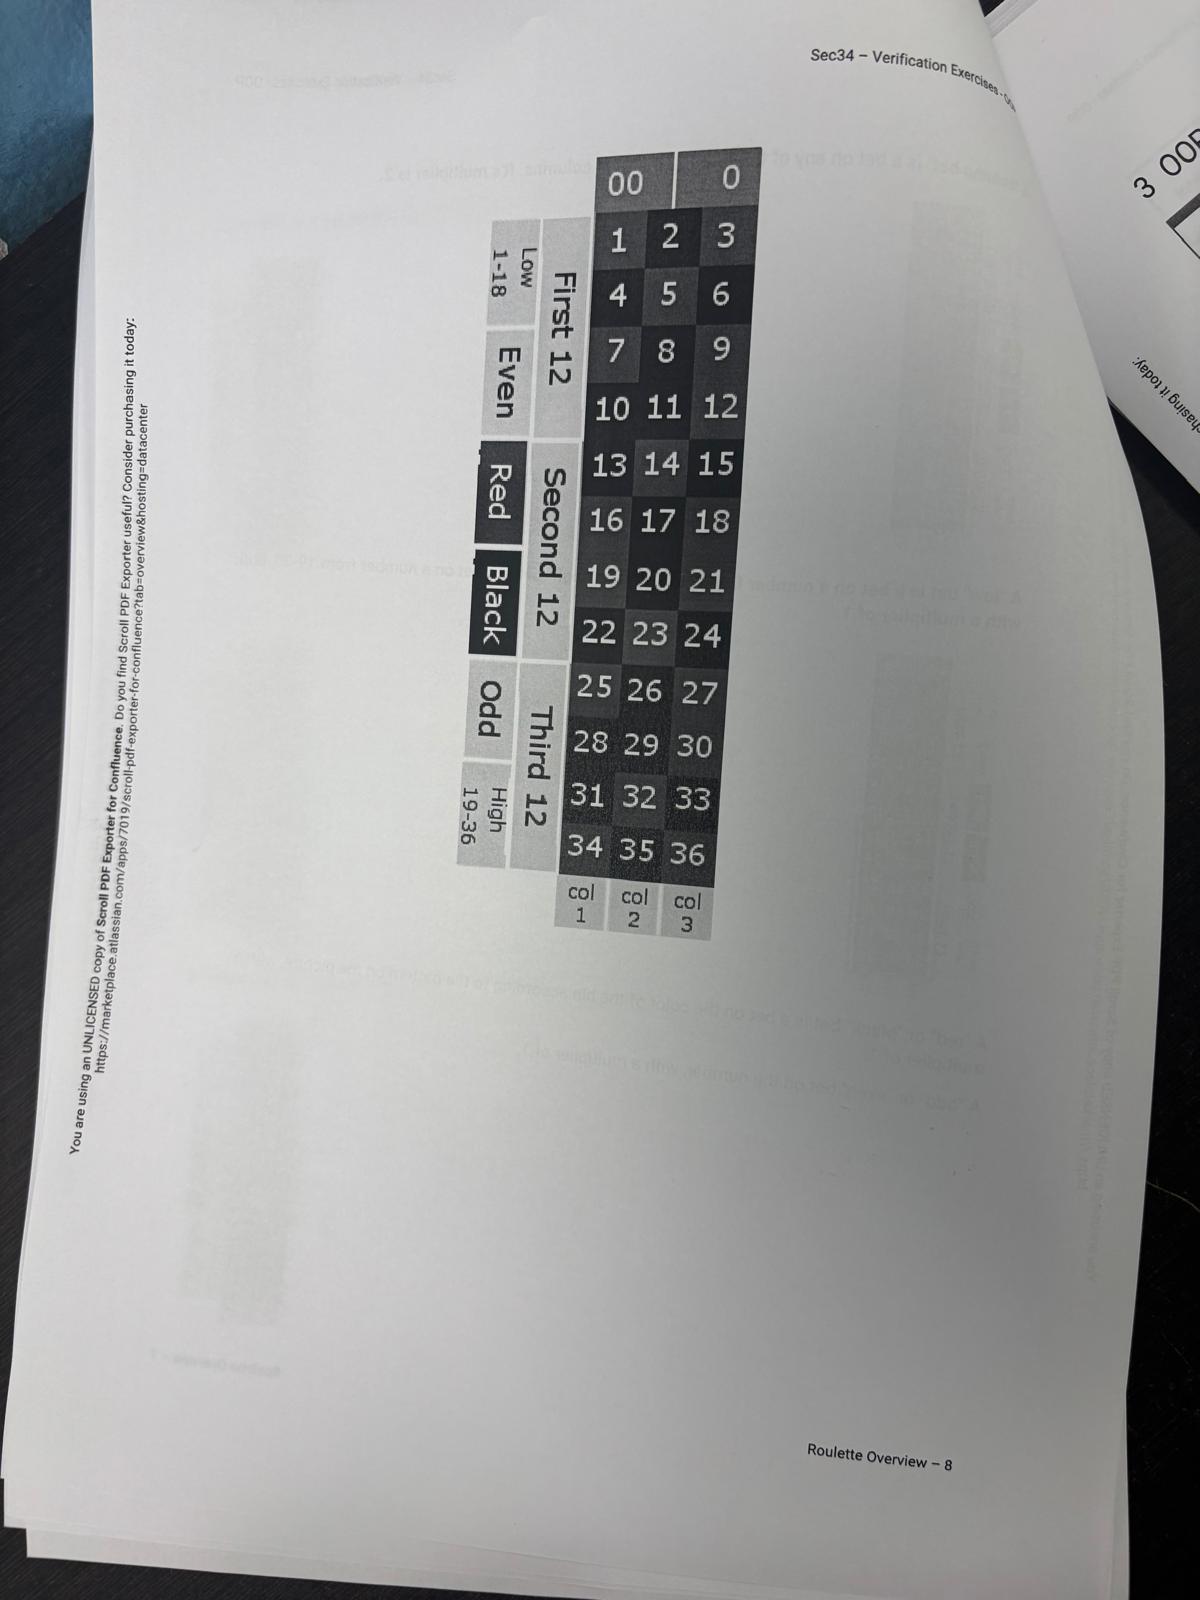 Sec34 – Verification Exercises - OO
00 0
1 2 3
4 5 6
7 8 9
10 11 12
13 14 15
16 17 18
19 20 21
22 23 24
25 26 27
28 29 30
31 32 33
34 35 36
col 1
col 2
col 3
First 12
Second 12
Third 12
Low
1-18
Even
Red
Black
Odd
High
19-36
You are using an UNLICENSED copy of Scroll PDF Exporter for Confluence. Do you find Scroll PDF Exporter useful? Consider purchasing it today:
https://marketplace.atlassian.com/apps/7019/scroll-pdf-exporter-for-confluence?tab=overview&hosting=datacenter
Roulette Overview – 8
3 OO
it today: